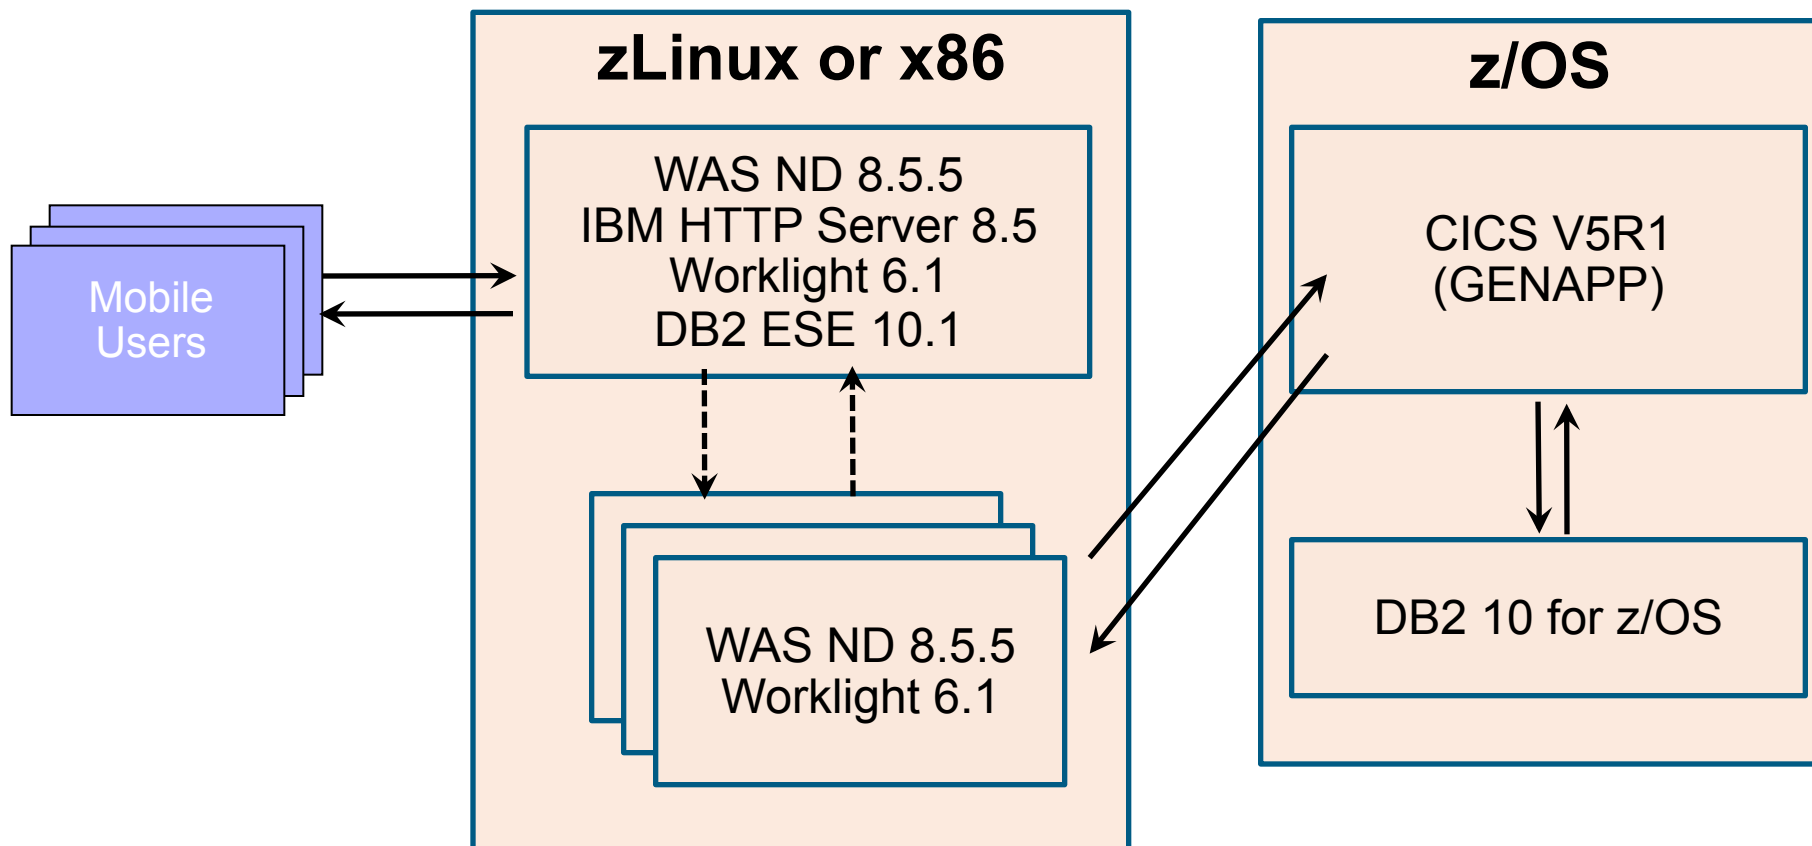 zLinux or x86
z/OS
WAS ND 8.5.5
IBM HTTP Server 8.5
Worklight 6.1
DB2 ESE 10.1
Mobile
Users
CICS V5R1
(GENAPP)
WAS ND 8.5.5
Worklight 6.1
DB2 10 for z/OS